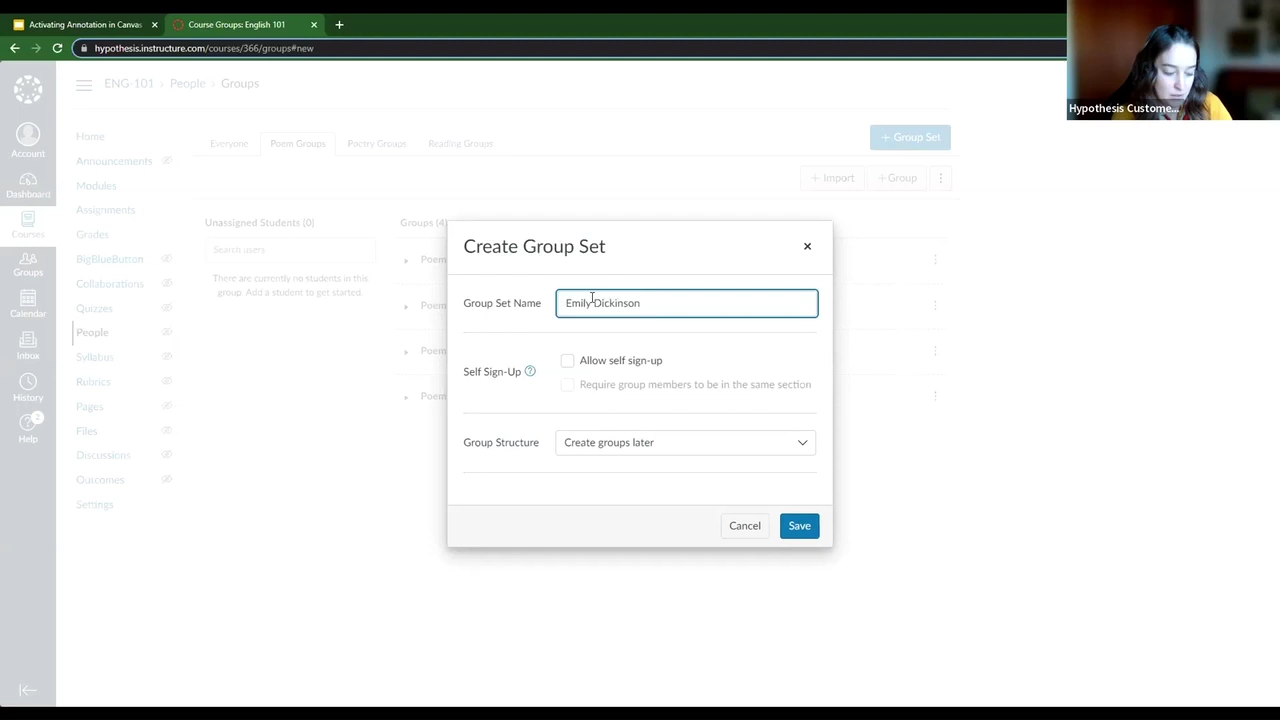 Activating Annotation in Canvas
Course Groups: English 101
hypothesis.instructure.com/courses/366/groups#new
Hypothesis Custome...
ENG-101 › People › Groups
Account
Dashboard
Courses
Groups
Calendar
Inbox
History
2
Help
Home
Announcements
Modules
Assignments
Grades
BigBlueButton
Collaborations
Quizzes
People
Syllabus
Rubrics
Pages
Files
Discussions
Outcomes
Settings
Everyone
Poem Groups
Poetry Groups
Reading Groups
+ Group Set
+ Import
+ Group
Unassigned Students (0)
Search users
There are currently no students in this
group. Add a student to get started.
Groups (4)
Poem
Poem
Poem
Poem
Create Group Set
Group Set Name
Emily Dickinson
Self Sign-Up
Allow self sign-up
Require group members to be in the same section
Group Structure
Create groups later
Cancel
Save